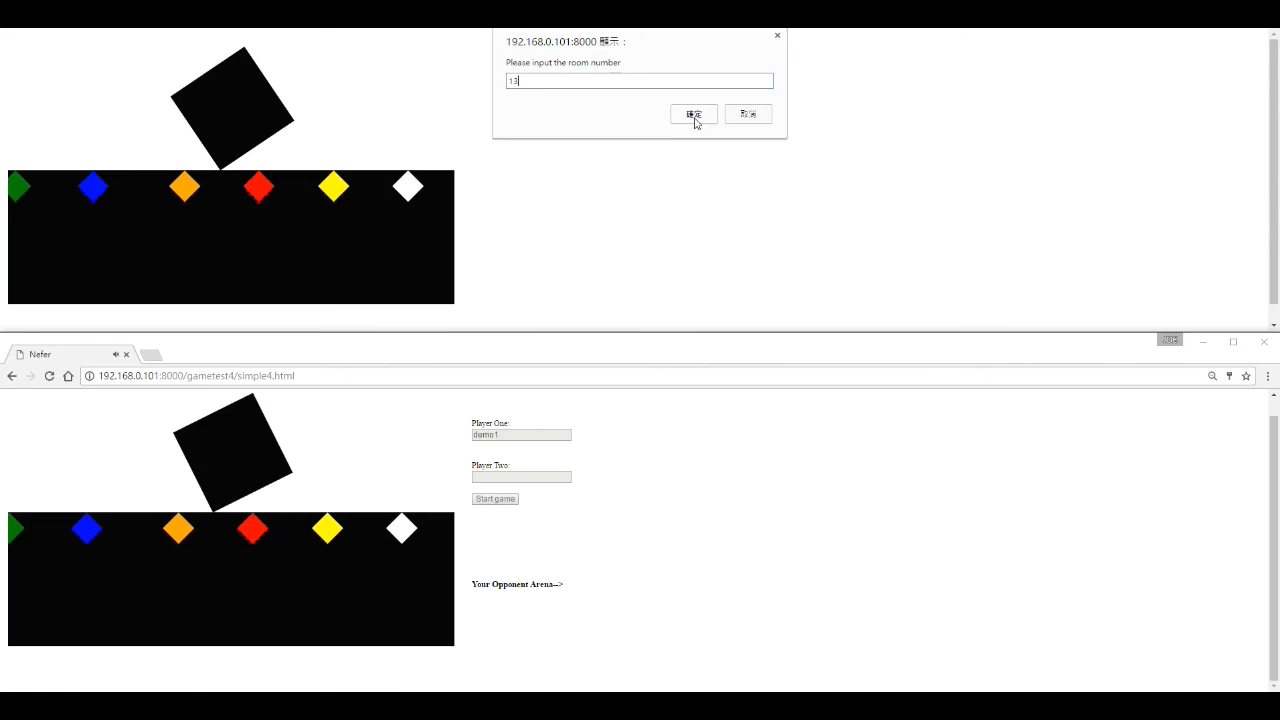 192.168.0.101:8000 顯示：
Please input the room number
13
確定 取消
Nefer
192.168.0.101:8000/gametest4/simple4.html
Player One:
demo1
Player Two:
Start game
Your Opponent Arena-->